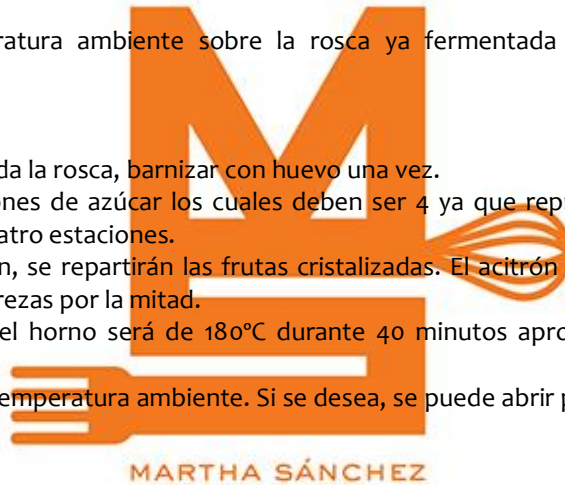 ratura ambiente sobre la rosca ya fermentada
da la rosca, barnizar con huevo una vez.
nes de azúcar los cuales deben ser 4 ya que rep
atro estaciones.
n, se repartirán las frutas cristalizadas. El acitrón
rezas por la mitad.
el horno será de 180ºC durante 40 minutos apro
emperatura ambiente. Si se desea, se puede abrir p
MARTHA SÁNCHEZ